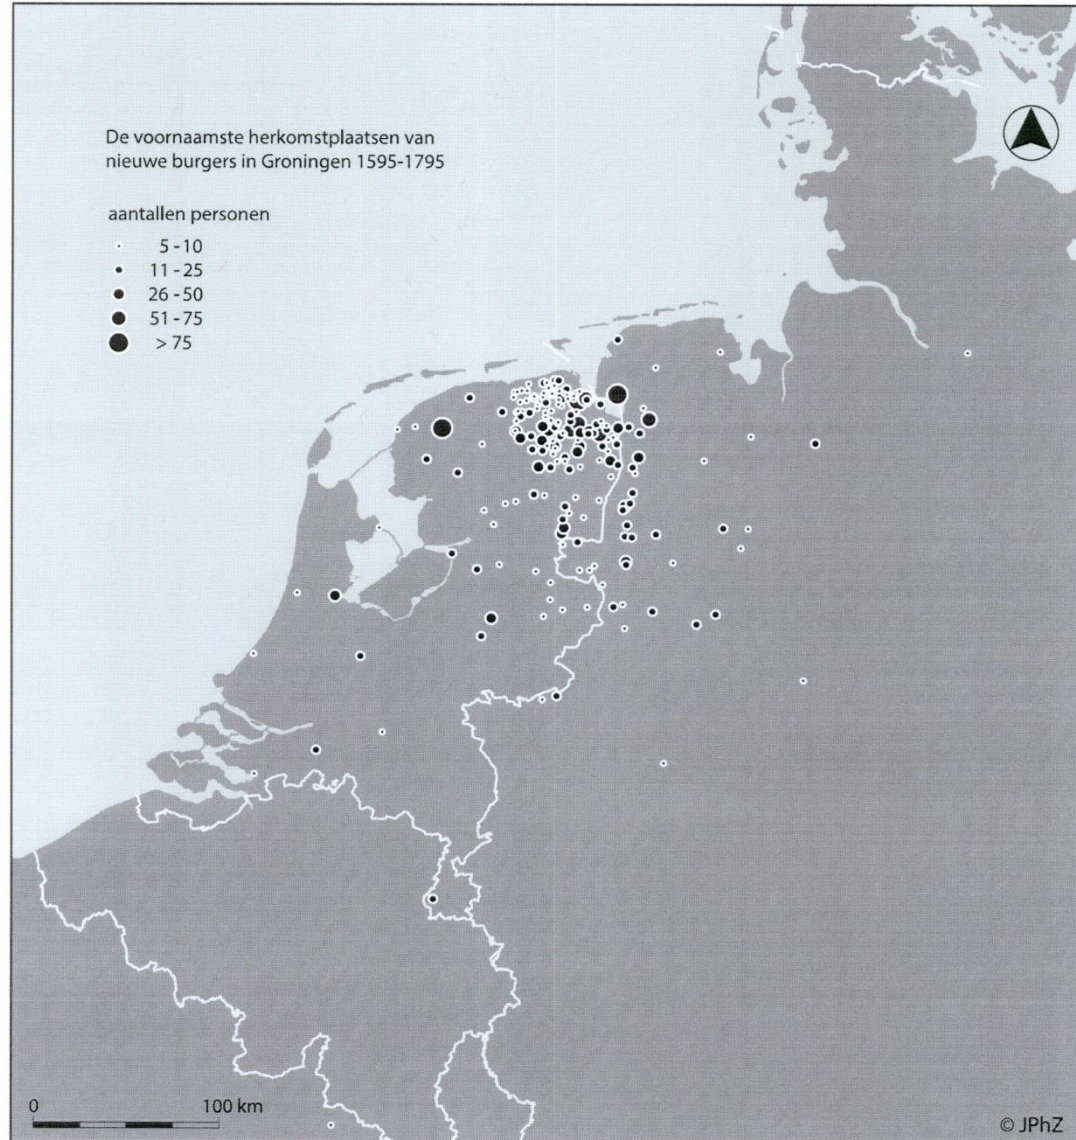 De voornaamste herkomstplaatsen van
nieuwe burgers in Groningen 1595-1795
aantallen personen
5 - 10
11 - 25
26 - 50
51 - 75
> 75
0 100 km
© JPhZ